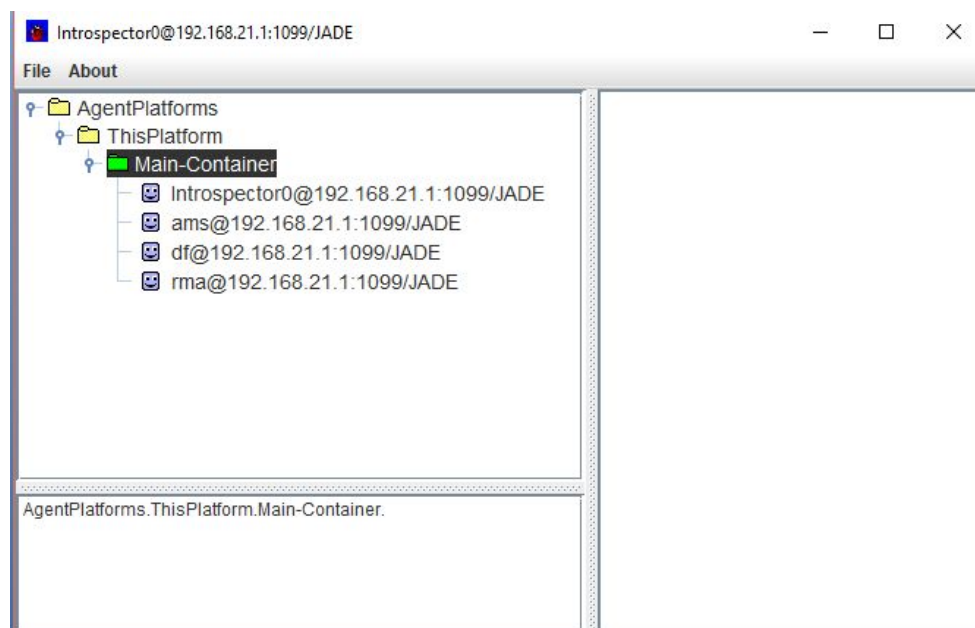 Introspector0@192.168.21.1:1099/JADE
File About
AgentPlatforms
ThisPlatform
Main-Container
Introspector0@192.168.21.1:1099/JADE
ams@192.168.21.1:1099/JADE
df@192.168.21.1:1099/JADE
rma@192.168.21.1:1099/JADE
AgentPlatforms.ThisPlatform.Main-Container.